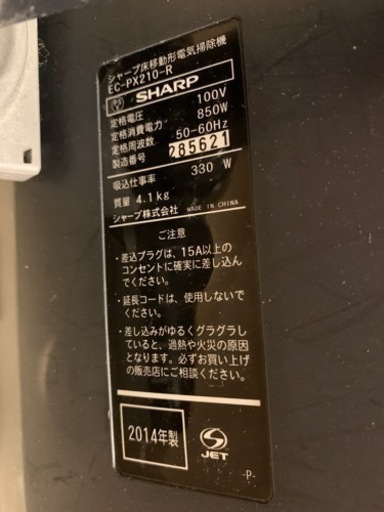 シャープ床移動形電気掃除機
EC-PX210-R
SHARP
定格電圧 100V
定格消費電力 850W
定格周波数 50-60Hz
製造番号 285621
吸込仕事率 330 W
質量 4.1kg
シャープ株式会社 MADE IN CHINA
ご注意
・差込プラグは、15A以上の
コンセントに確実に差し込ん
でください。
・延長コードは、使用しないで
ください。
・差し込みがゆるくグラグラし
ていると、過熱や火災の原因
となります。必ずお買い上げ
の販売店にご相談ください。
2014年製
JET
-P-